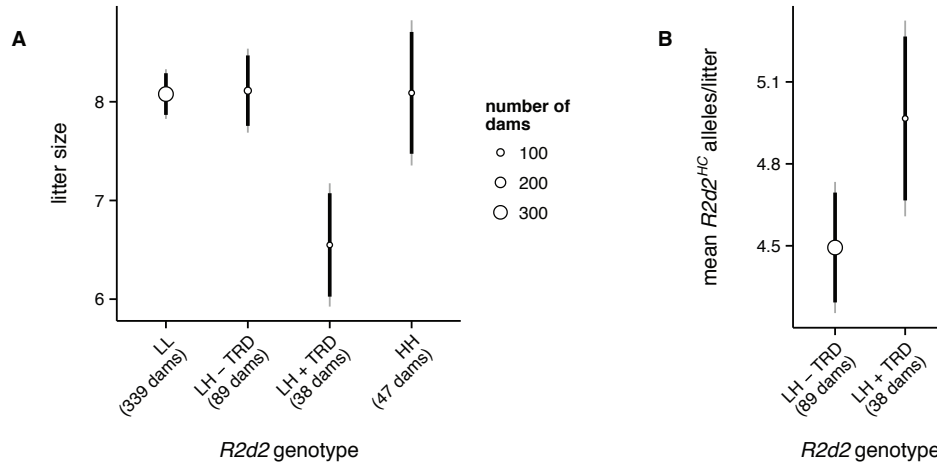 A
litter size
8
7
6
LL
(339 dams)
LH − TRD
(89 dams)
LH + TRD
(38 dams)
HH
(47 dams)
R2d2 genotype
number of
dams
100
200
300
B
mean R2d2^HC alleles/litter
5.1
4.8
4.5
LH − TRD
(89 dams)
LH + TRD
(38 dams)
R2d2 genotype